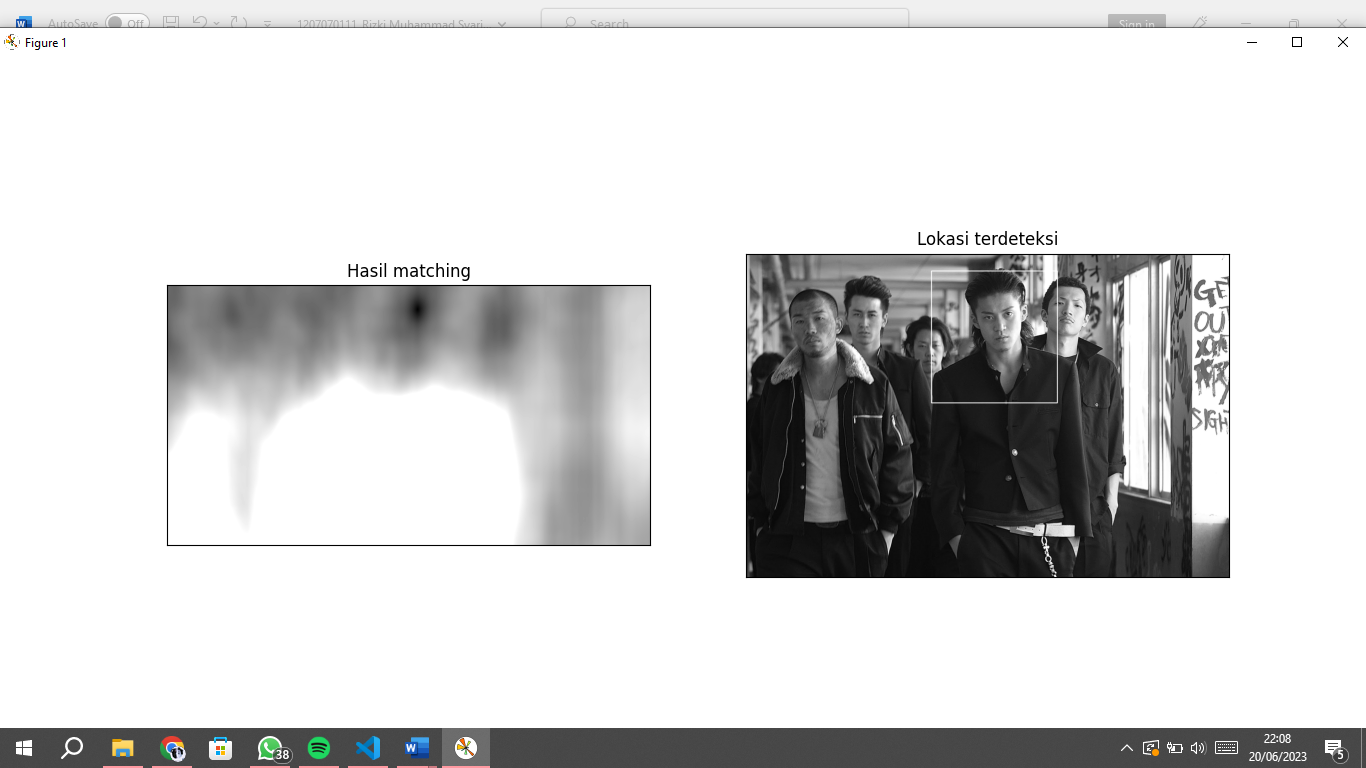 AutoSave Off 1207070111_Rizki Muhammad Syari... Search Sign in
Figure 1
Hasil matching
Lokasi terdeteksi
GE
OU
SIGH
38
22:08
20/06/2023
5